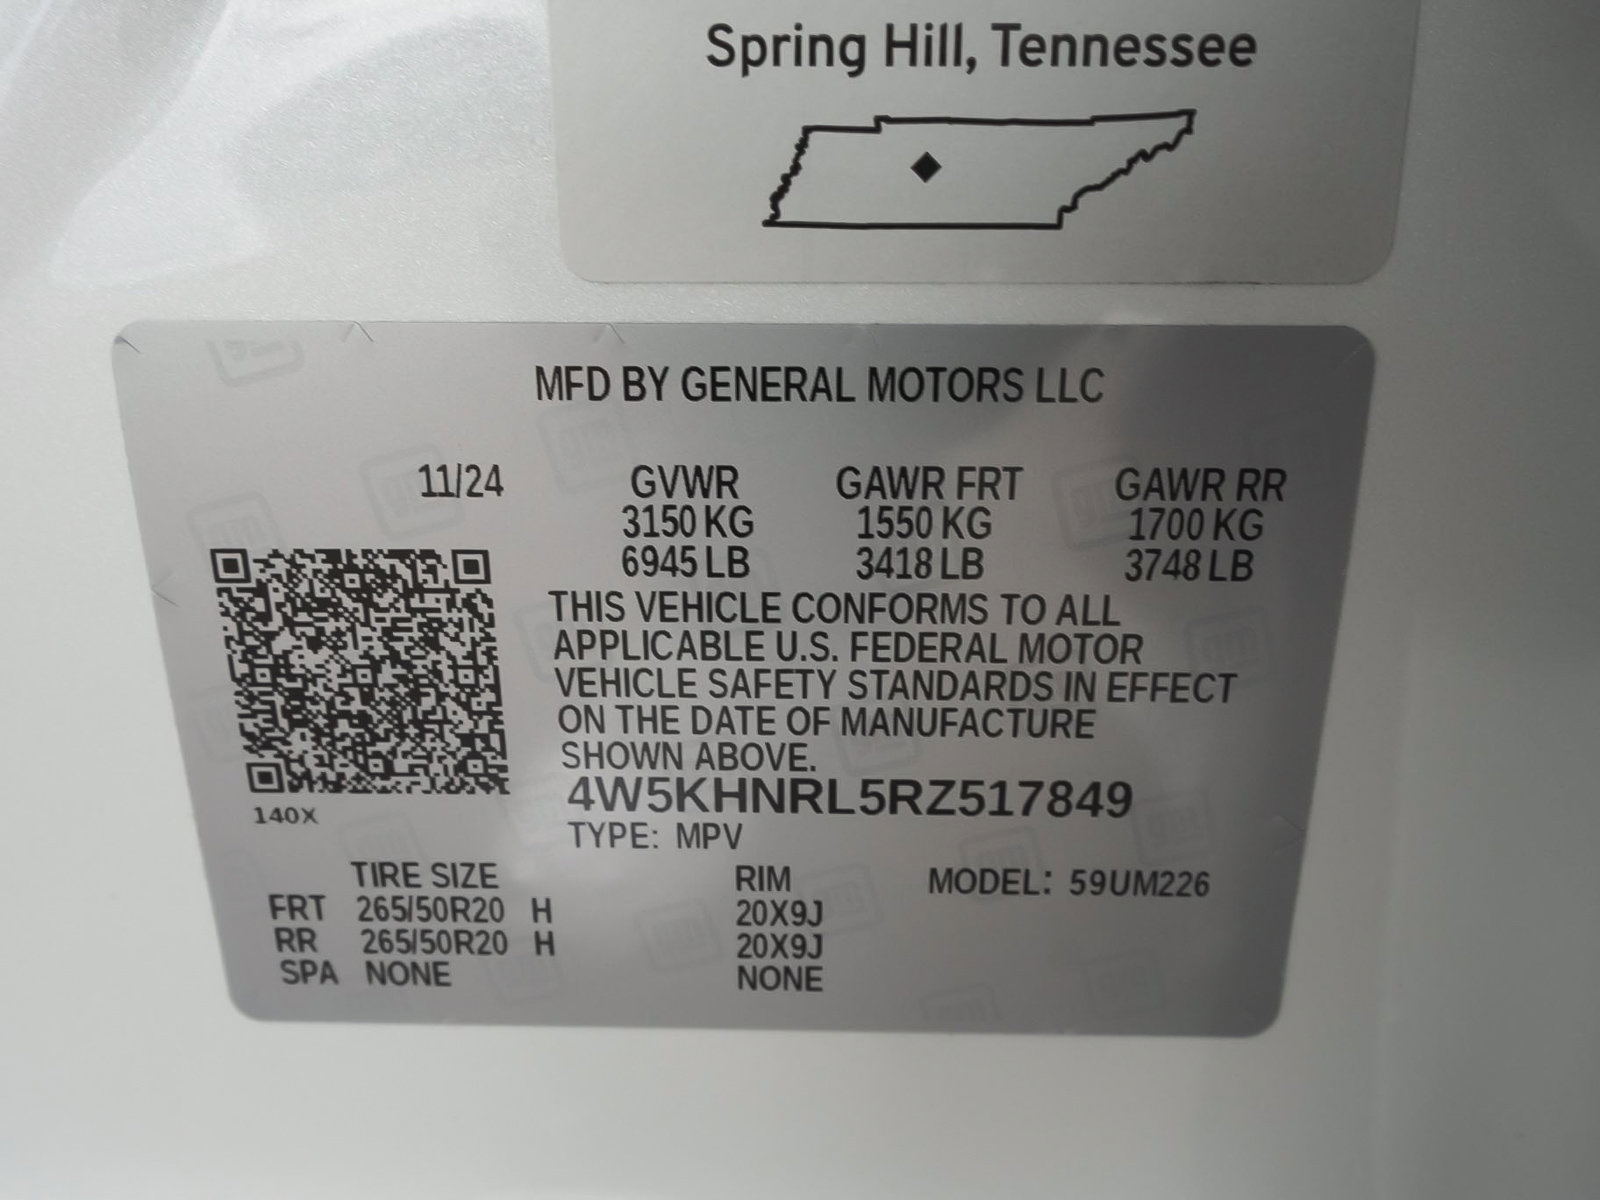 Spring Hill, Tennessee
MFD BY GENERAL MOTORS LLC
11/24 GVWR GAWR FRT GAWR RR
3150 KG 1550 KG 1700 KG
6945 LB 3418 LB 3748 LB
THIS VEHICLE CONFORMS TO ALL
APPLICABLE U.S. FEDERAL MOTOR
VEHICLE SAFETY STANDARDS IN EFFECT
ON THE DATE OF MANUFACTURE
SHOWN ABOVE.
4W5KHNRL5RZ517849
140X
TYPE: MPV
TIRE SIZE RIM MODEL: 59UM226
FRT 265/50R20 H 20X9J
RR 265/50R20 H 20X9J
SPA NONE NONE